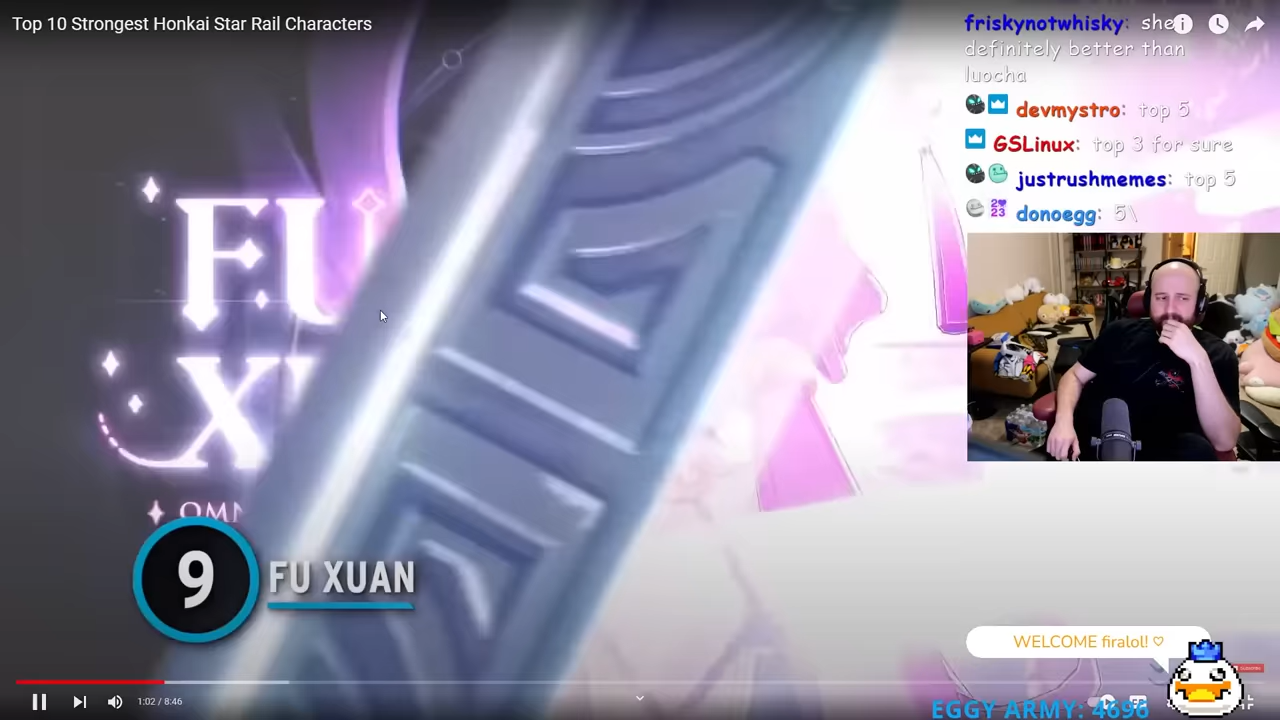 Top 10 Strongest Honkai Star Rail Characters
friskynotwhisky: she
definitely better than
luocha
devmystro: top 5
GSLinux: top 3 for sure
justrushmemes: top 5
donoegg: 5\
FU
X
OMN
9
FU XUAN
WELCOME firalol! ♡
1:02 / 8:46
EGGY ARMY: 4696